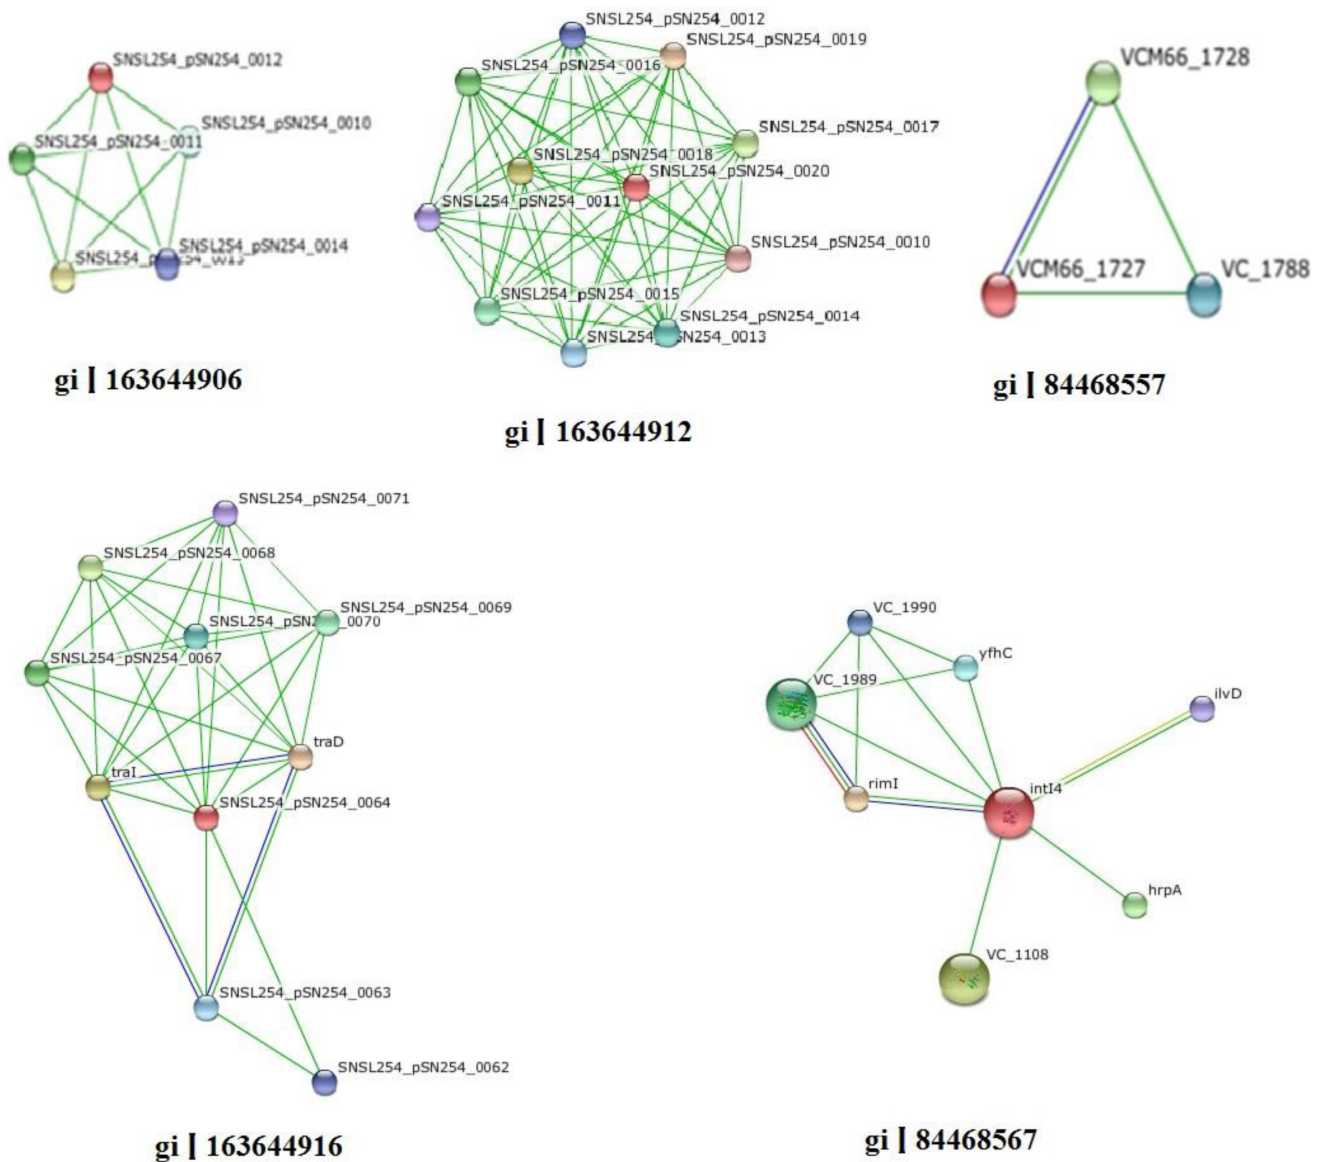 SNSL254_pSN254_0012
SNSL254_pSN254_0010
SNSL254_pSN254_0011
SNSL254_pSN254_0014
gi | 163644906
SNSL254_pSN254_0012
SNSL254_pSN254_0019
SNSL254_pSN254_0016
SNSL254_pSN254_0017
SNSL254_pSN254_0018
SNSL254_pSN254_0020
SNSL254_pSN254_0011
SNSL254_pSN254_0010
SNSL254_pSN254_0015
SNSL254_pSN254_0014
SNSL254_pSN254_0013
gi | 163644912
VCM66_1728
VCM66_1727
VC_1788
gi | 84468557
SNSL254_pSN254_0071
SNSL254_pSN254_0068
SNSL254_pSN254_0069
SNSL254_pSN254_0070
SNSL254_pSN254_0067
traD
traI
SNSL254_pSN254_0064
SNSL254_pSN254_0063
SNSL254_pSN254_0062
gi | 163644916
VC_1990
yfhC
VC_1989
ilvD
rimI
intI4
hrpA
VC_1108
gi | 84468567